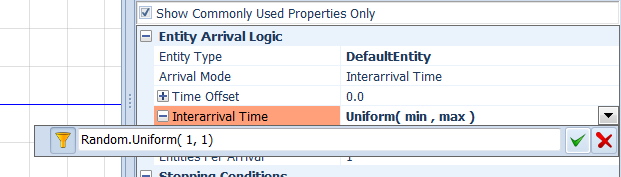 Show Commonly Used Properties Only
Entity Arrival Logic
Entity Type DefaultEntity
Arrival Mode Interarrival Time
Time Offset 0.0
Interarrival Time Uniform( min , max )
Random.Uniform( 1, 1)
Entities Per Arrival 1
Stopping Conditions